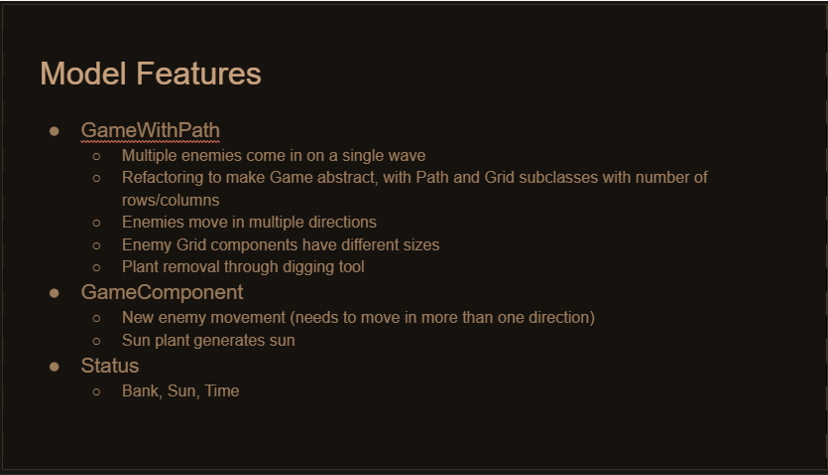 Model Features
● GameWithPath
○ Multiple enemies come in on a single wave
○ Refactoring to make Game abstract, with Path and Grid subclasses with number of
rows/columns
○ Enemies move in multiple directions
○ Enemy Grid components have different sizes
○ Plant removal through digging tool
● GameComponent
○ New enemy movement (needs to move in more than one direction)
○ Sun plant generates sun
● Status
○ Bank, Sun, Time